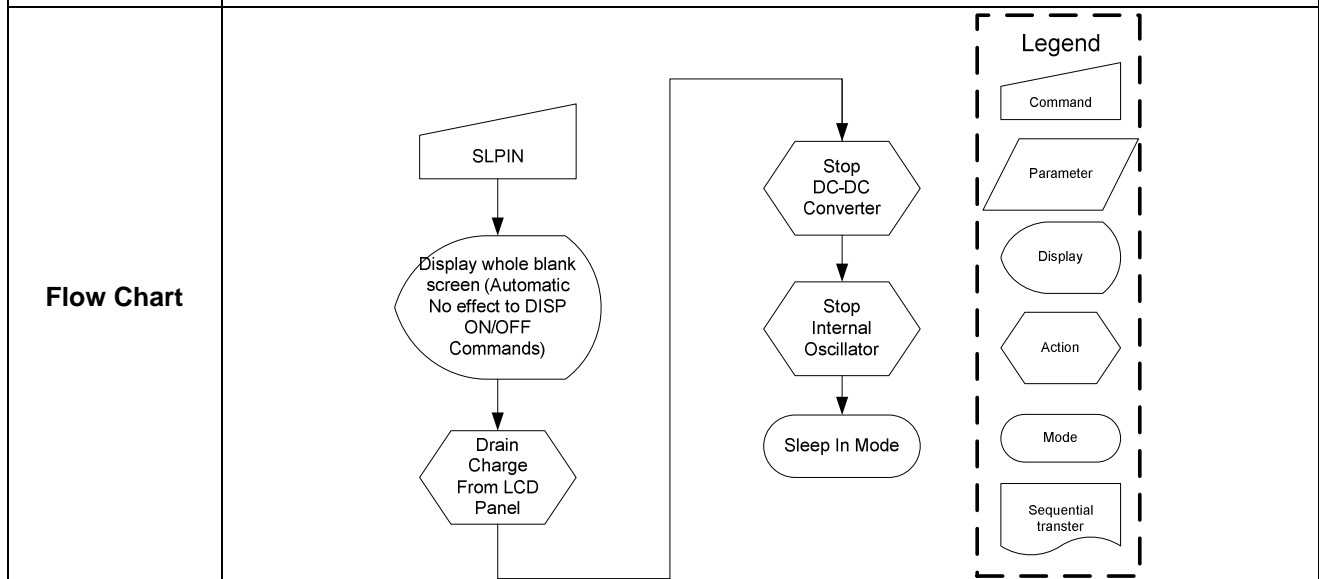 Flow Chart
SLPIN
Display whole blank
screen (Automatic
No effect to DISP
ON/OFF
Commands)
Drain
Charge
From LCD
Panel
Stop
DC-DC
Converter
Stop
Internal
Oscillator
Sleep In Mode
Legend
Command
Parameter
Display
Action
Mode
Sequential
transter